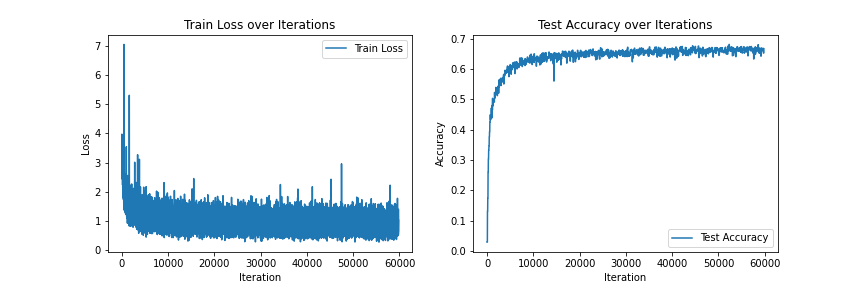 Train Loss over Iterations
Train Loss
Loss
7
6
5
4
3
2
1
0
0 10000 20000 30000 40000 50000 60000
Iteration
Test Accuracy over Iterations
Accuracy
0.7
0.6
0.5
0.4
0.3
0.2
0.1
0.0
Test Accuracy
0 10000 20000 30000 40000 50000 60000
Iteration